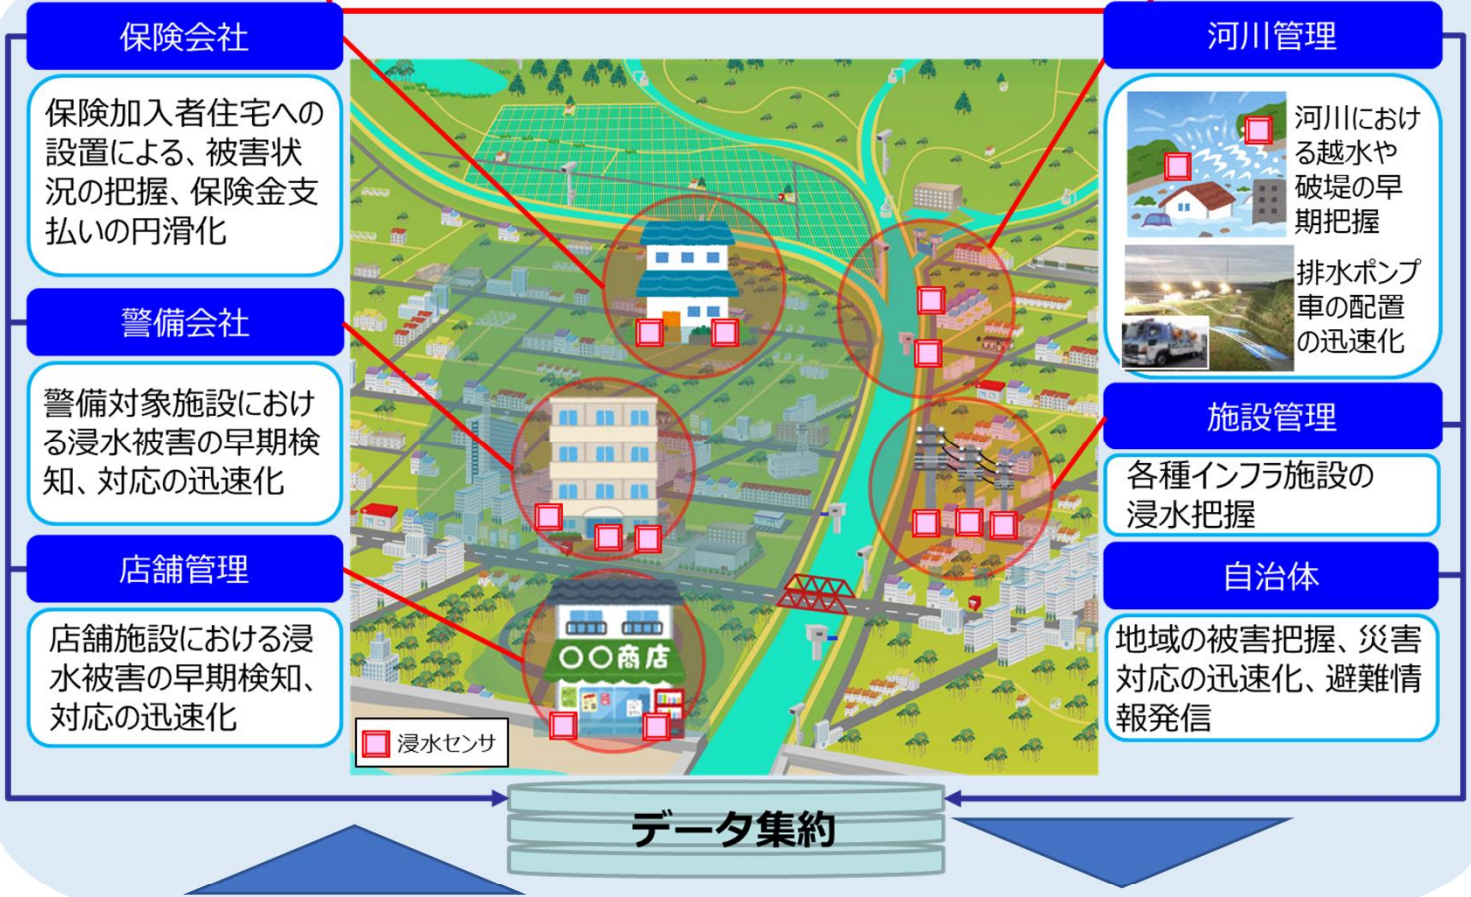 保険会社
保険加入者住宅への
設置による、被害状
況の把握、保険金支
払いの円滑化
警備会社
警備対象施設におけ
る浸水被害の早期検
知、対応の迅速化
店舗管理
店舗施設における浸
水被害の早期検知、
対応の迅速化
〇〇商店
浸水センサ
河川管理
河川におけ
る越水や
破堤の早
期把握
排水ポンプ
車の配置
の迅速化
施設管理
各種インフラ施設の
浸水把握
自治体
地域の被害把握、災害
対応の迅速化、避難情
報発信
データ集約